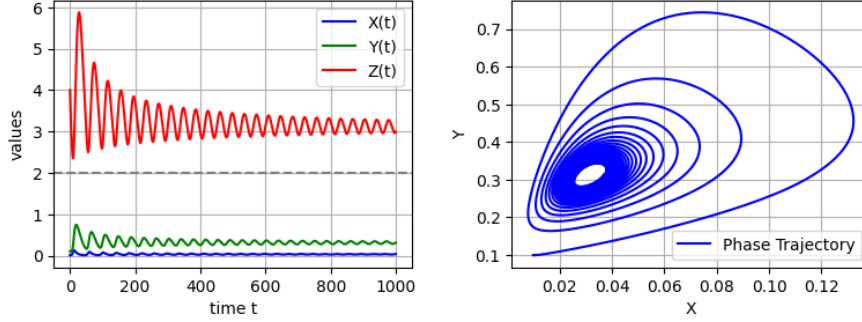 6
5
4
3
2
1
0
values
X(t)
Y(t)
Z(t)
0 200 400 600 800 1000
time t
0.7
0.6
0.5
0.4
0.3
0.2
0.1
Y
Phase Trajectory
0.02 0.04 0.06 0.08 0.10 0.12
X